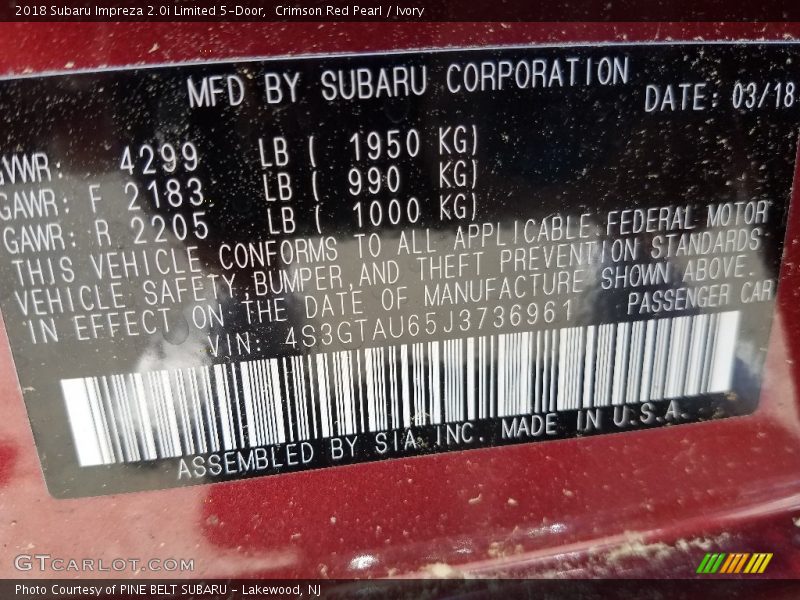 2018 Subaru Impreza 2.0i Limited 5-Door,  Crimson Red Pearl / Ivory
MFD BY SUBARU CORPORATION
DATE: 03/18
GVWR: 4299 LB ( 1950 KG)
GAWR: F 2183 LB ( 990 KG)
GAWR: R 2205 LB ( 1000 KG)
THIS VEHICLE CONFORMS TO ALL APPLICABLE FEDERAL MOTOR
VEHICLE SAFETY,BUMPER,AND THEFT PREVENTION STANDARDS
IN EFFECT ON THE DATE OF MANUFACTURE SHOWN ABOVE.
VIN: 4S3GTAU65J3736961 PASSENGER CAR
ASSEMBLED BY SIA INC. MADE IN U.S.A.
GTCARLOT.COM
Photo Courtesy of PINE BELT SUBARU - Lakewood, NJ